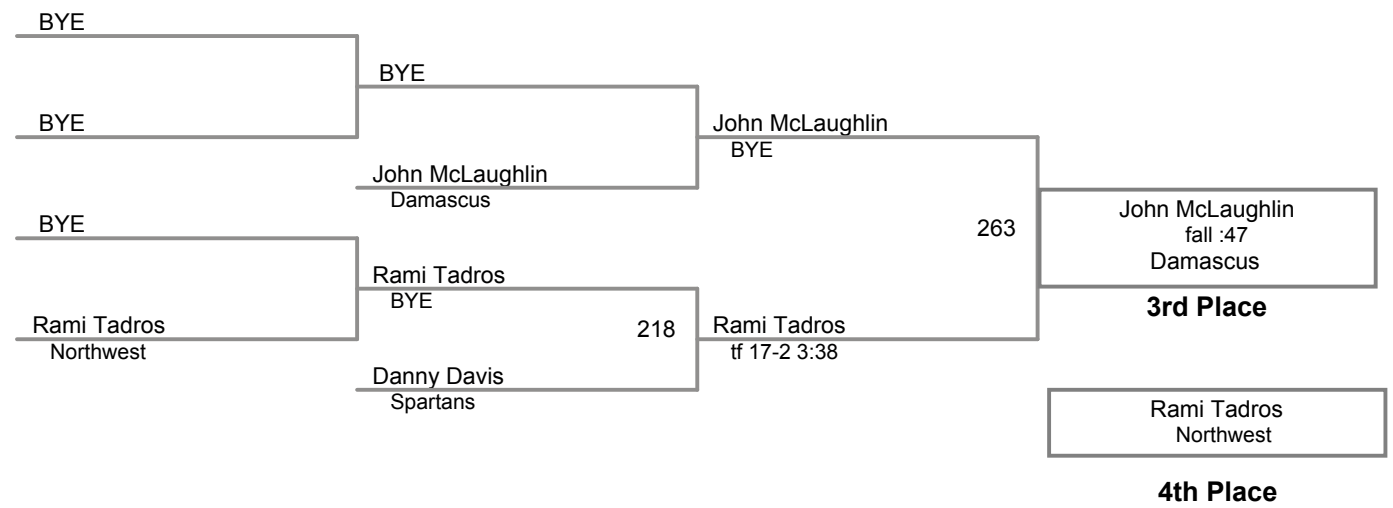 BYE
BYE
BYE
John McLaughlin
BYE
John McLaughlin
Damascus
BYE
263
John McLaughlin
fall :47
Damascus
3rd Place
Rami Tadros
BYE
Rami Tadros
Northwest
218
Rami Tadros
tf 17-2 3:38
Danny Davis
Spartans
Rami Tadros
Northwest
4th Place